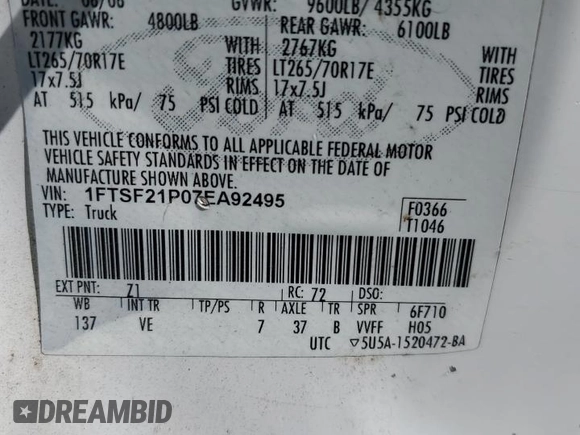 DATE: 06/06 GVWR: 9600LB/ 4355KG
FRONT GAWR: 4800LB REAR GAWR: 6100LB
2177KG WITH 2767KG WITH
LT265/70R17E TIRES LT265/70R17E TIRES
17x7.5J RIMS 17x7.5J RIMS
AT 515 kPa/ 75 PSI COLD AT 515 kPa/ 75 PSI COLD
THIS VEHICLE CONFORMS TO ALL APPLICABLE FEDERAL MOTOR
VEHICLE SAFETY STANDARDS IN EFFECT ON THE DATE OF
MANUFACTURE SHOWN ABOVE.
VIN: 1FTSF21P07EA92495 F0366
TYPE: Truck T1046
EXT PNT: Z1 RC: 72 DSO:
WB INT TR TP/PS R AXLE TR SPR 6F710
137 VE 7 37 B VVFF H05
UTC ▽5U5A-1520472-BA
DREAMBID